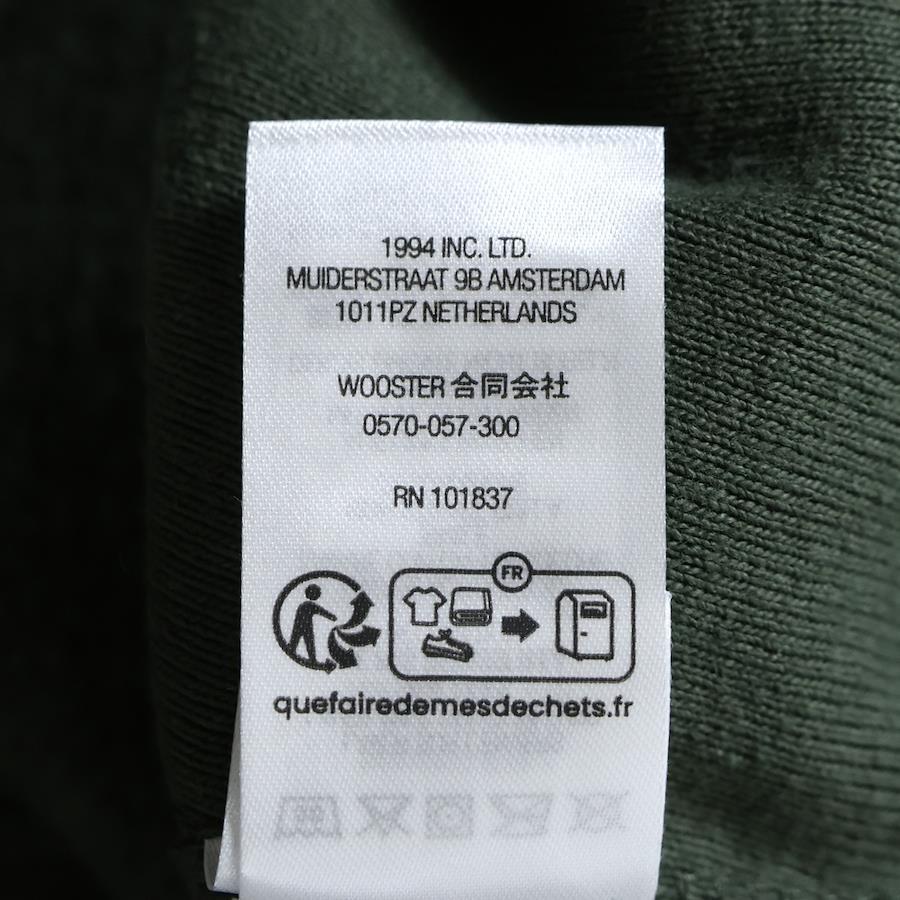 1994 INC. LTD.
MUIDERSTRAAT 9B AMSTERDAM
1011PZ NETHERLANDS
WOOSTER 合同会社
0570-057-300
RN 101837
FR
quefairedemesdechets.fr